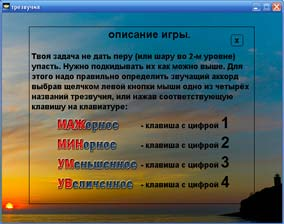 трезвучка
описание игры.
x
Твоя задача не дать перу (или шару во 2-м уровне)
упасть. Нужно подкидывать их как можно выше. Для
этого надо правильно определить звучащий аккорд
выбрав щелчком левой кнопки мыши одно из четырёх
названий трезвучия, или нажав соответствующую
клавишу на клавиатуре:
МАЖорное - клавиша с цифрой 1
МИНорное - клавиша с цифрой 2
УМеньшенное - клавиша с цифрой 3
УВеличенное - клавиша с цифрой 4